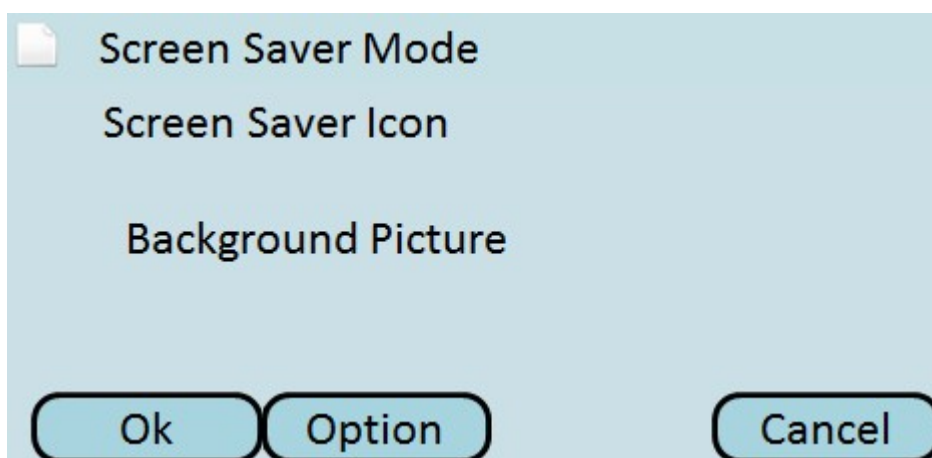 Screen Saver Mode
Screen Saver Icon
Background Picture
Ok Option Cancel